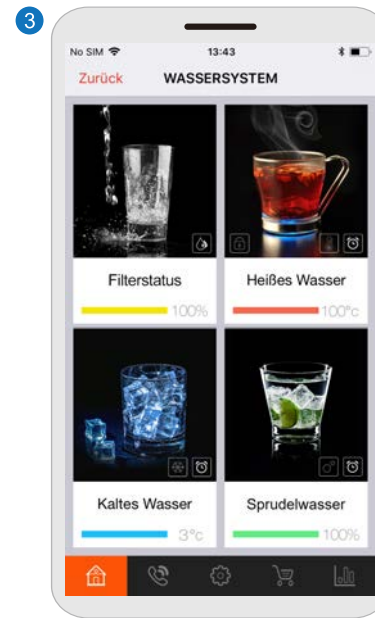 3
No SIM 13:43
Zurück WASSERSYSTEM
Filterstatus Heißes Wasser
100% 100°c
Kaltes Wasser Sprudelwasser
3°c 100%